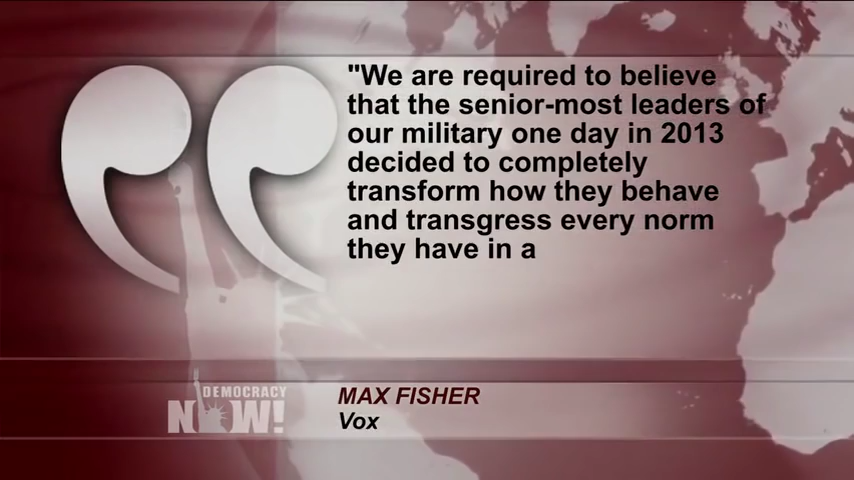 "We are required to believe
that the senior-most leaders of
our military one day in 2013
decided to completely
transform how they behave
and transgress every norm
they have in a
DEMOCRACY
NOW!
MAX FISHER
Vox